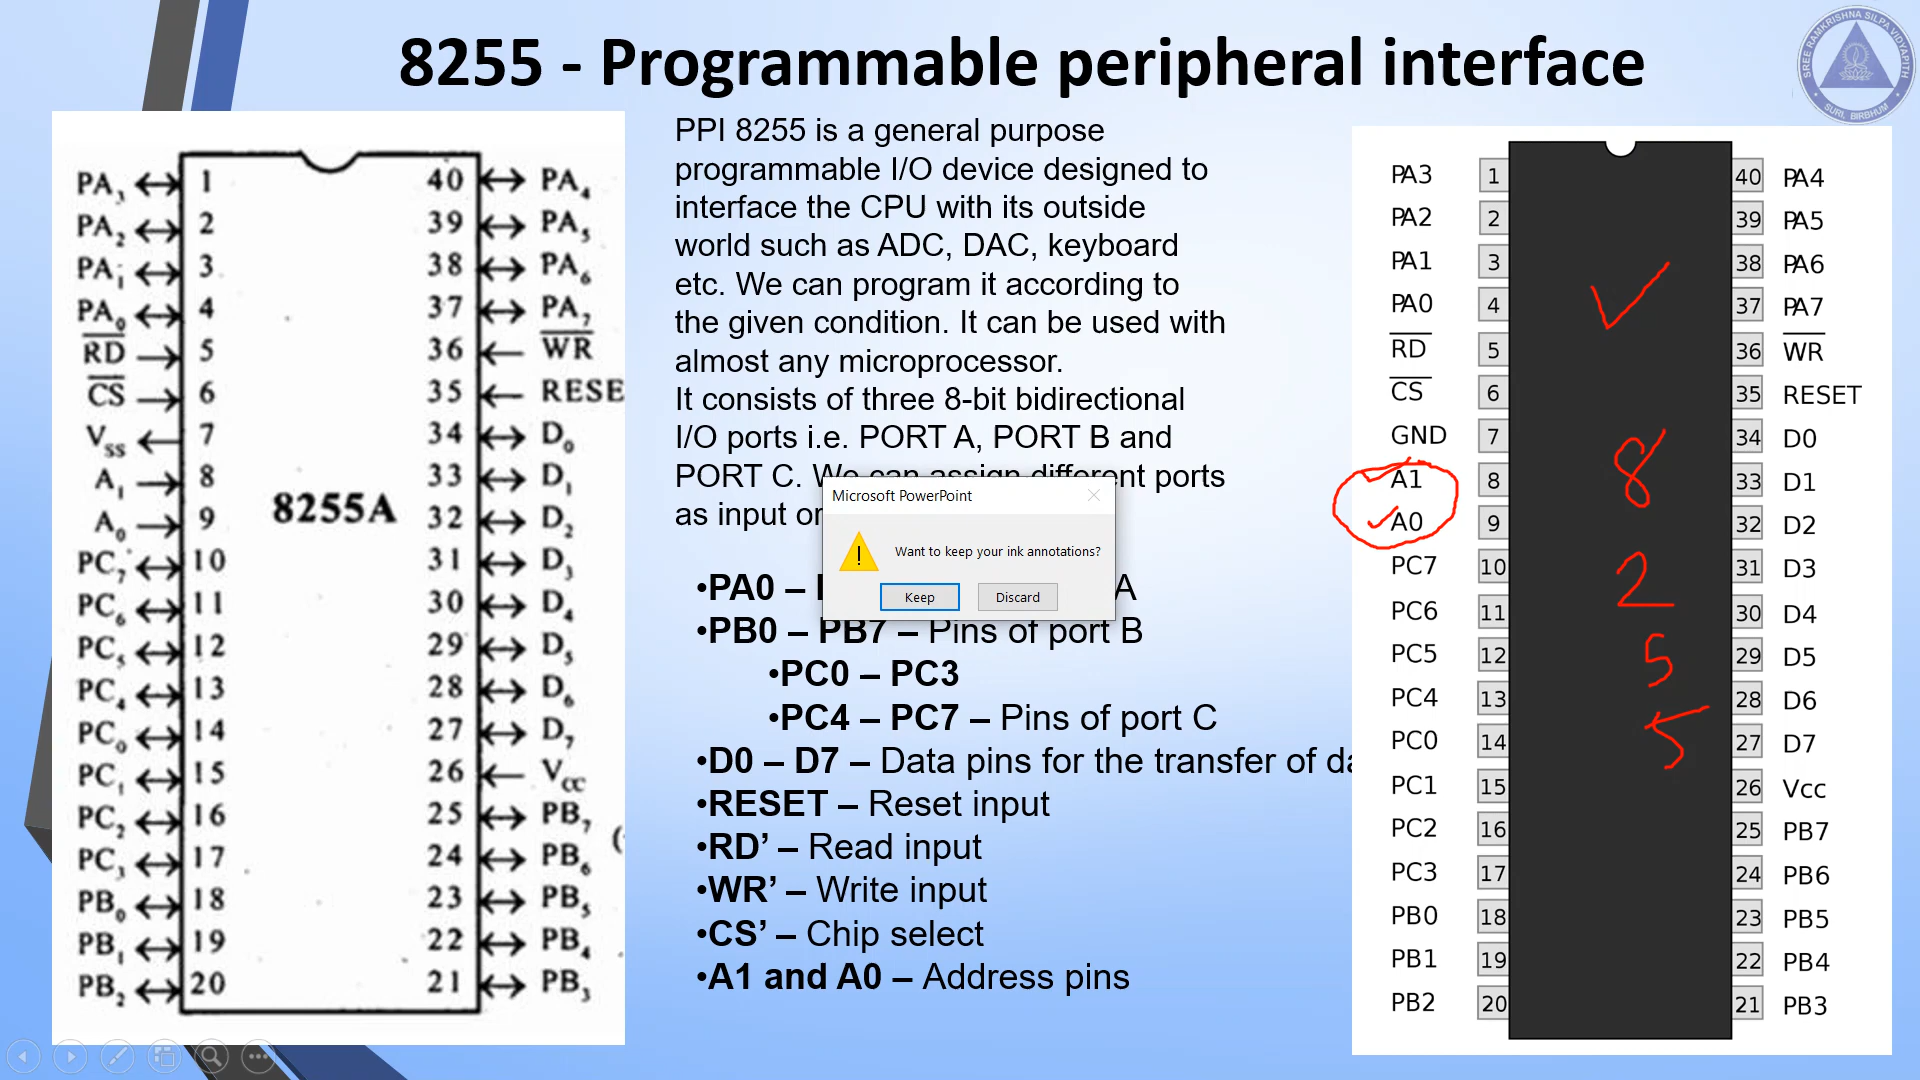 8255 - Programmable peripheral interface
SREE RAMKRISHNA SILPA VIDYAPITH
SURI, BIRBHUM
PA3 1 40 PA4
PA2 2 39 PA5
PA1 3 38 PA6
PA0 4 37 PA7
RD 5 36 WR
CS 6 35 RESE
Vss 7 34 D0
A1 8 33 D1
A0 9 32 D2
8255A
PC7 10 31 D3
PC6 11 30 D4
PC5 12 29 D5
PC4 13 28 D6
PC0 14 27 D7
PC1 15 26 Vcc
PC2 16 25 PB7
PC3 17 24 PB6
PB0 18 23 PB5
PB1 19 22 PB4
PB2 20 21 PB3
PPI 8255 is a general purpose
programmable I/O device designed to
interface the CPU with its outside
world such as ADC, DAC, keyboard
etc. We can program it according to
the given condition. It can be used with
almost any microprocessor.
It consists of three 8-bit bidirectional
I/O ports i.e. PORT A, PORT B and
PORT C. We can assign different ports
as input or
Microsoft PowerPoint
Want to keep your ink annotations?
Keep Discard
•PA0 – A
•PB0 – PB7 – Pins of port B
•PC0 – PC3
•PC4 – PC7 – Pins of port C
•D0 – D7 – Data pins for the transfer of da
•RESET – Reset input
•RD’ – Read input
•WR’ – Write input
•CS’ – Chip select
•A1 and A0 – Address pins
PA3 1 40 PA4
PA2 2 39 PA5
PA1 3 38 PA6
PA0 4 37 PA7
RD 5 36 WR
CS 6 35 RESET
GND 7 34 D0
A1 8 33 D1
A0 9 32 D2
PC7 10 31 D3
PC6 11 30 D4
PC5 12 29 D5
PC4 13 28 D6
PC0 14 27 D7
PC1 15 26 Vcc
PC2 16 25 PB7
PC3 17 24 PB6
PB0 18 23 PB5
PB1 19 22 PB4
PB2 20 21 PB3
8
2
5
5